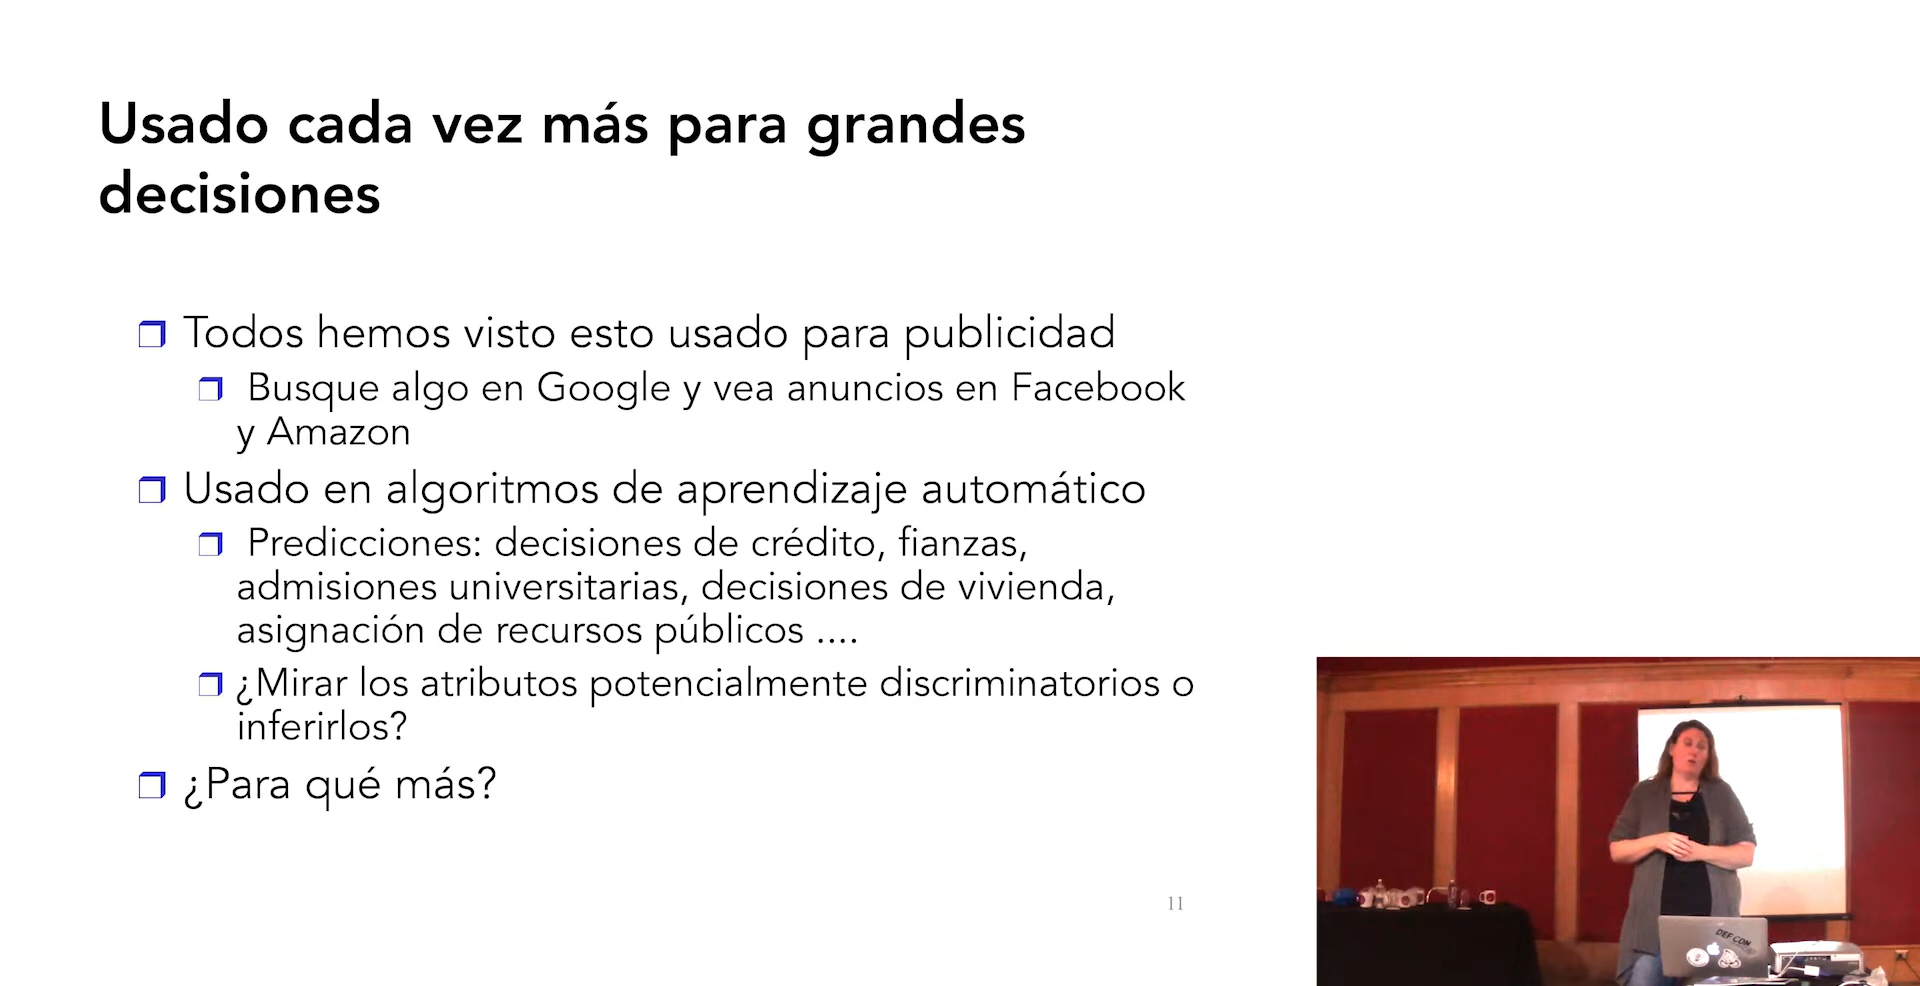 Usado cada vez más para grandes
decisiones
Todos hemos visto esto usado para publicidad
Busque algo en Google y vea anuncios en Facebook
y Amazon
Usado en algoritmos de aprendizaje automático
Predicciones: decisiones de crédito, fianzas,
admisiones universitarias, decisiones de vivienda,
asignación de recursos públicos ....
¿Mirar los atributos potencialmente discriminatorios o
inferirlos?
¿Para qué más?
11
DEF CON